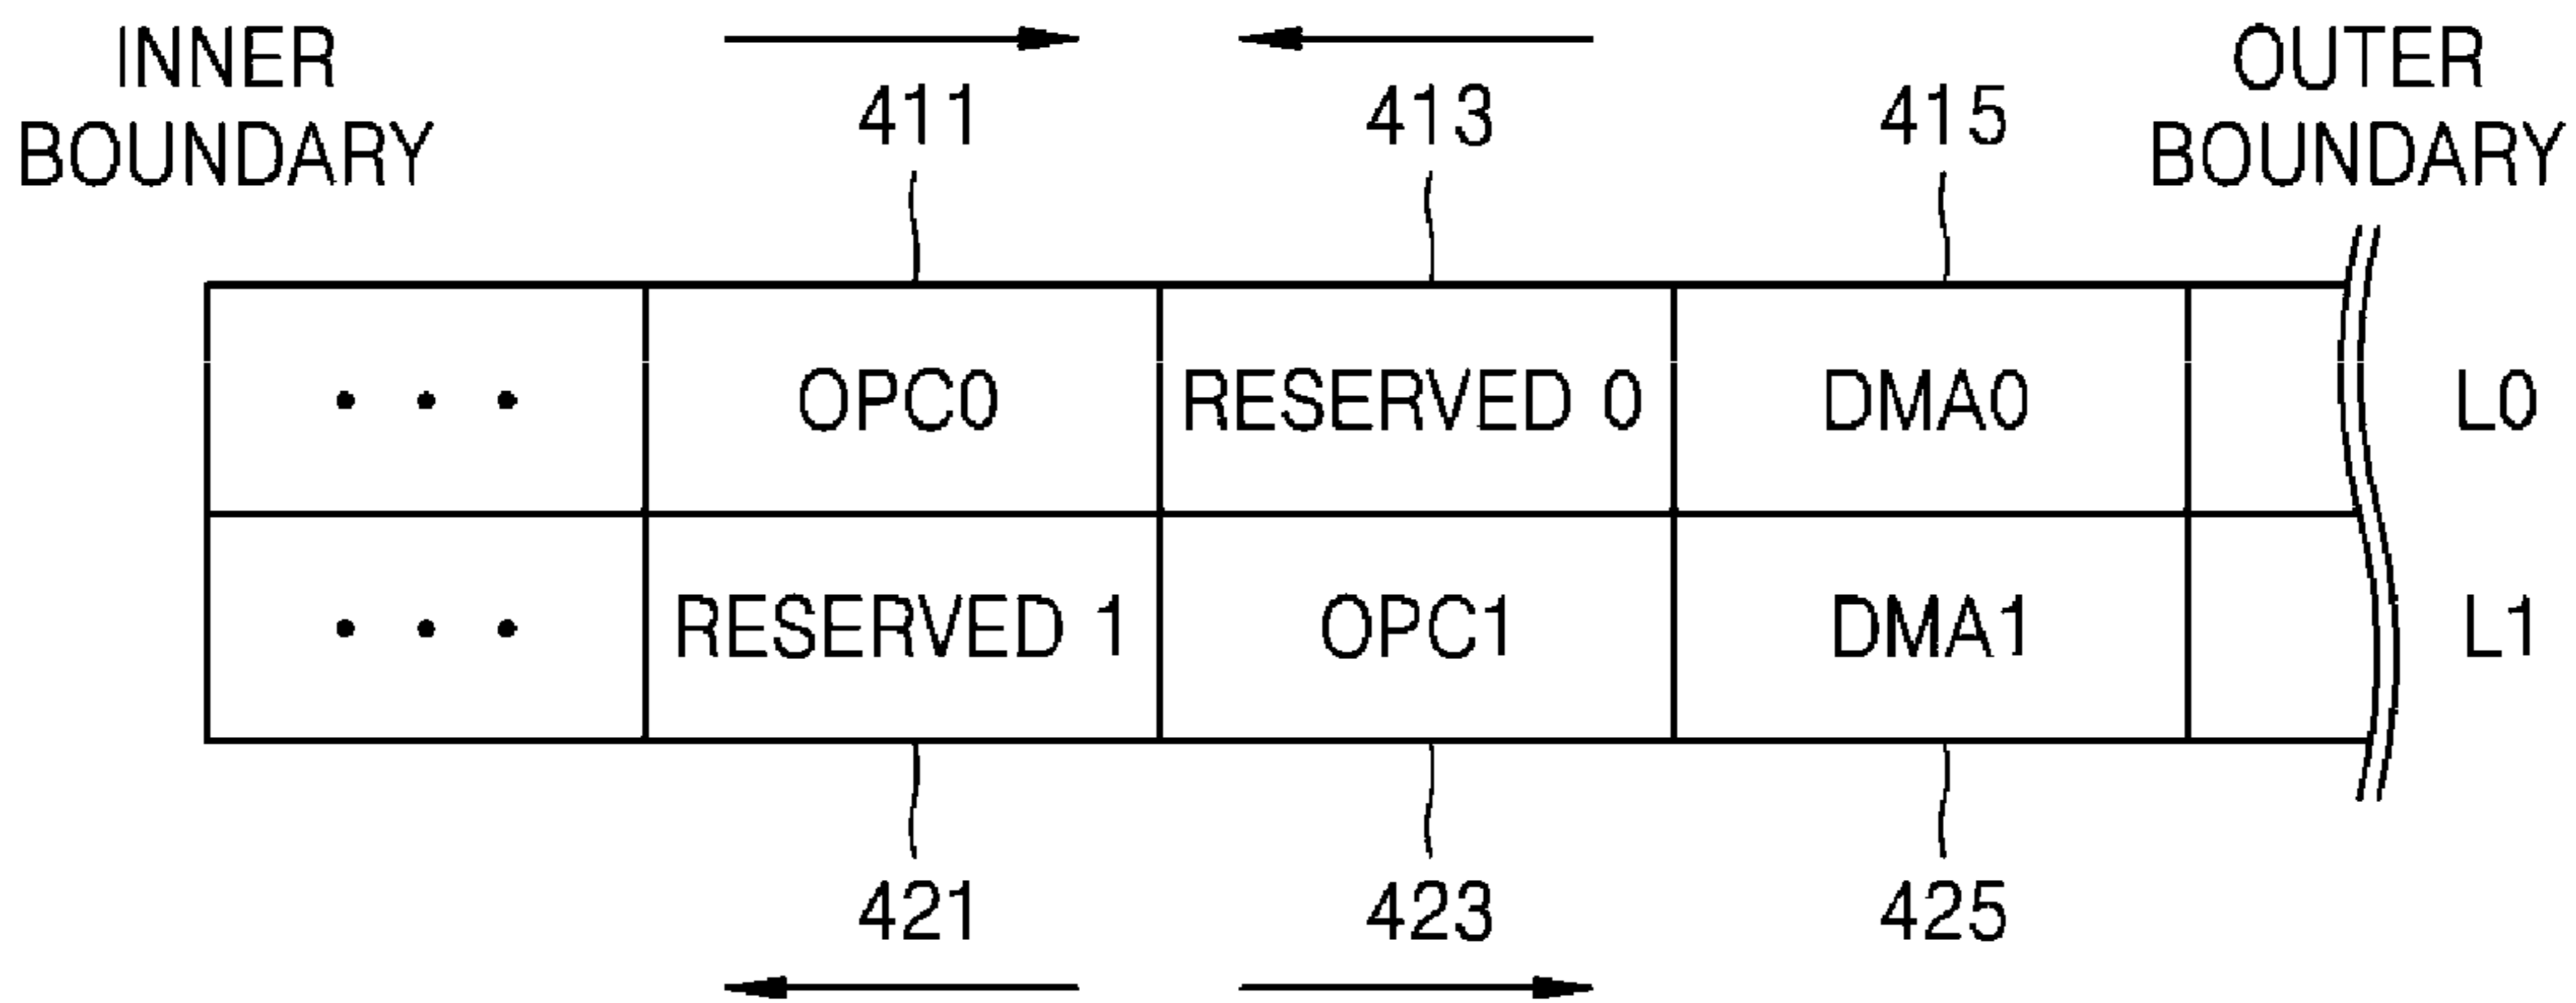 INNER
BOUNDARY
OUTER
BOUNDARY
411 413 415
• • • OPC0 RESERVED 0 DMA0 L0
• • • RESERVED 1 OPC1 DMA1 L1
421 423 425